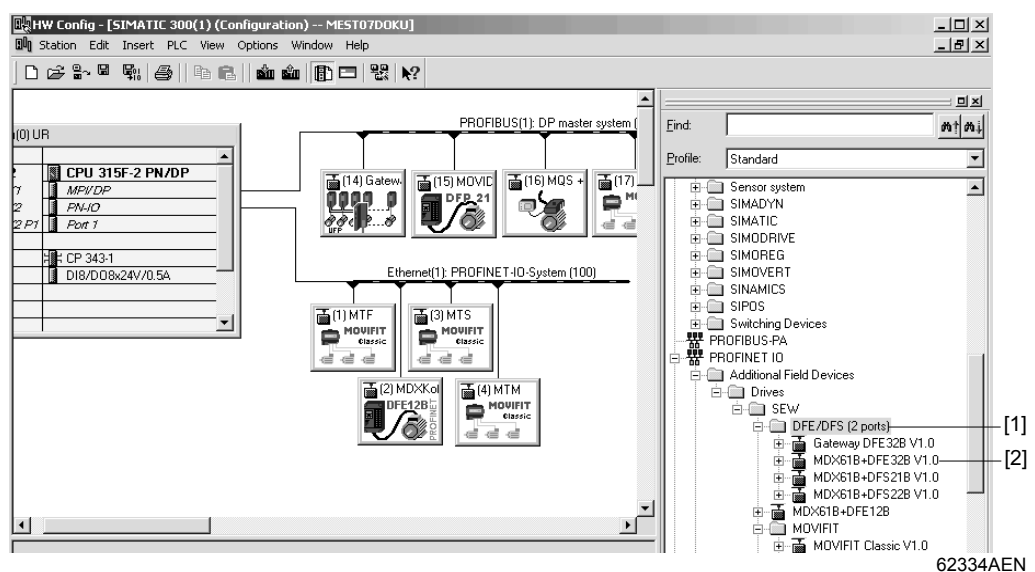 HW Config - [SIMATIC 300(1) (Configuration) -- MEST07DOKU]
Station Edit Insert PLC View Options Window Help
(0) UR
CPU 315F-2 PN/DP
MPI/DP
PN-IO
2 P1 Port 1
CP 343-1
DI8/DO8x24V/0.5A
PROFIBUS(1): DP master system (
(14) Gatew.
UFP
(15) MOVID
DFP 21
(16) MQS +
(17)
Ethernet(1): PROFINET-IO-System (100)
(1) MTF
MOVIFIT
Classic
(3) MTS
MOVIFIT
Classic
(2) MDXKol
DFE12B
PROFINET
(4) MTM
MOVIFIT
Classic
Find:
Profile: Standard
Sensor system
SIMADYN
SIMATIC
SIMODRIVE
SIMOREG
SIMOVERT
SINAMICS
SIPOS
Switching Devices
PROFIBUS-PA
PROFINET IO
Additional Field Devices
Drives
SEW
DFE/DFS (2 ports) [1]
Gateway DFE32B V1.0
MDX61B+DFE32B V1.0 [2]
MDX61B+DFS21B V1.0
MDX61B+DFS22B V1.0
MDX61B+DFE12B
MOVIFIT
MOVIFIT Classic V1.0
62334AEN